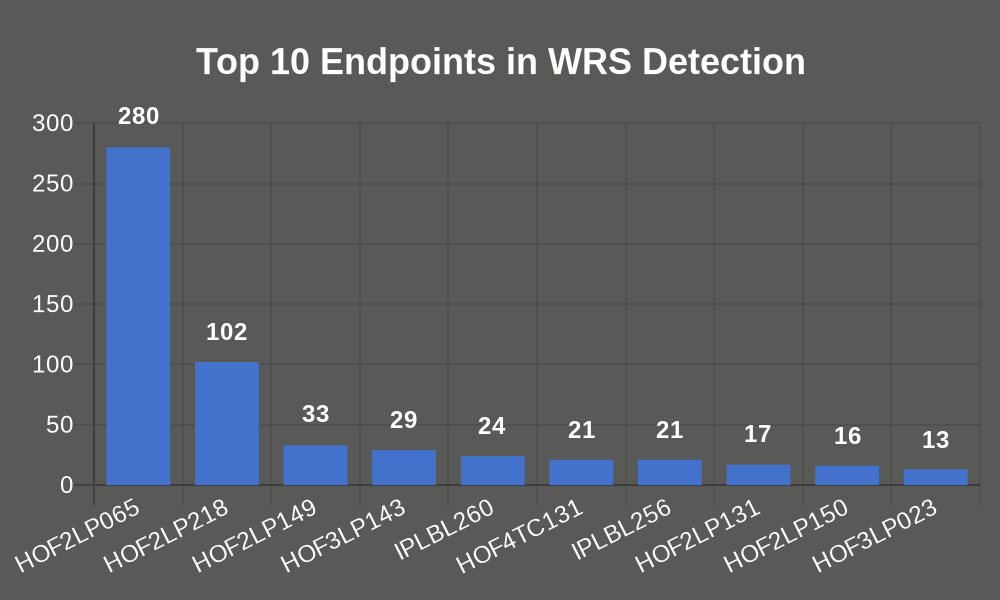 Top 10 Endpoints in WRS Detection
300
250
200
150
100
50
0
280
102
33
29
24
21
21
17
16
13
HOF2LP065
HOF2LP218
HOF2LP149
HOF3LP143
IPLBL260
HOF4TC131
IPLBL256
HOF2LP131
HOF2LP150
HOF3LP023